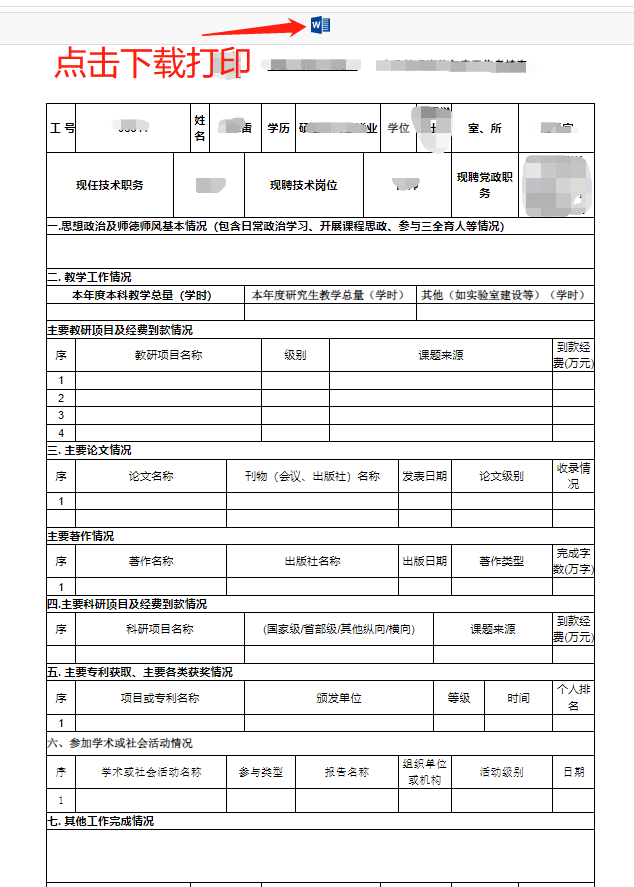 W
点击下载打印
工 号 姓名 学历 业 学位 室、所
现任技术职务 现聘技术岗位 现聘党政职务
一.思想政治及师德师风基本情况（包含日常政治学习、开展课程思政、参与三全育人等情况）
二. 教学工作情况
本年度本科教学总量（学时） 本年度研究生教学总量（学时） 其他（如实验室建设等）（学时）
主要教研项目及经费到款情况
序 教研项目名称 级别 课题来源 到款经费(万元)
1
2
3
4
三. 主要论文情况
序 论文名称 刊物（会议、出版社）名称 发表日期 论文级别 收录情况
1
主要著作情况
序 著作名称 出版社名称 出版日期 著作类型 完成字数(万字)
1
四.主要科研项目及经费到款情况
序 科研项目名称 (国家级/省部级/其他纵向/横向) 课题来源 到款经费(万元)
五. 主要专利获取、主要各类获奖情况
序 项目或专利名称 颁发单位 等级 时间 个人排名
1
六、参加学术或社会活动情况
序 学术或社会活动名称 参与类型 报告名称 组织单位或机构 活动级别 日期
1
七. 其他工作完成情况